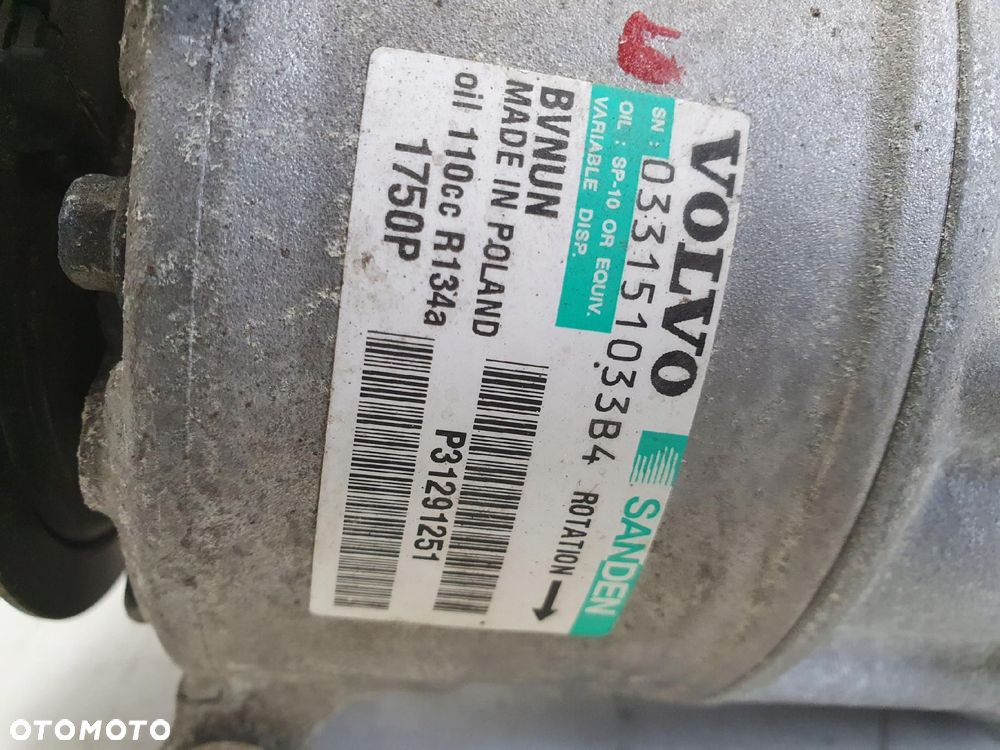 VOLVO
SANDEN
SN : 033151033B4
ROTATION →
OIL : SP-10 OR EQUIV.
VARIABLE DISP.
BVNUN
MADE IN POLAND
oil 110cc R134a
1750P
P31291251
OTOMOTO